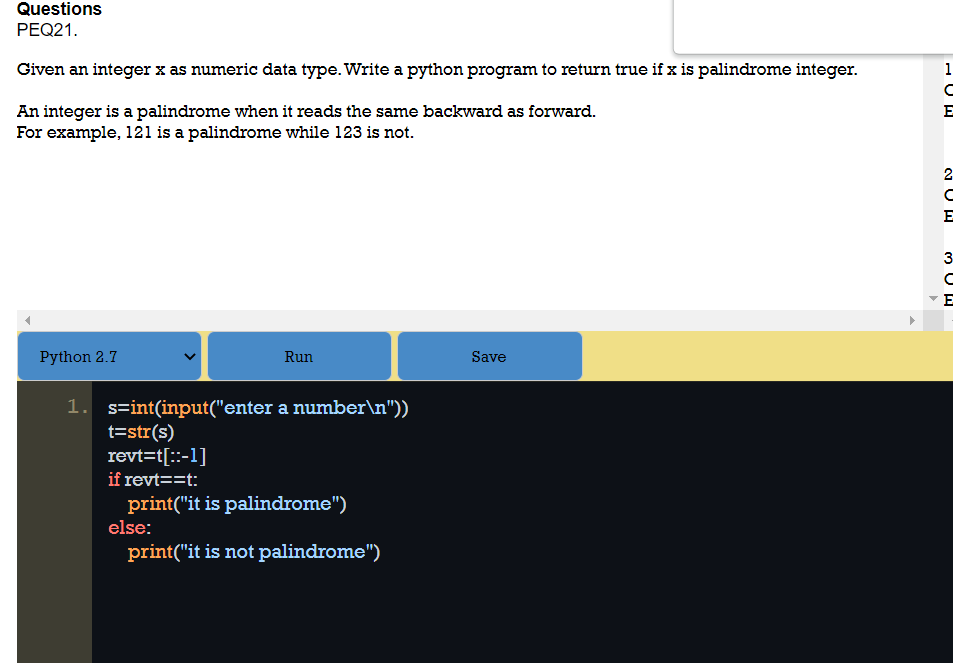 Questions
PEQ21.
Given an integer x as numeric data type. Write a python program to return true if x is palindrome integer.
An integer is a palindrome when it reads the same backward as forward.
For example, 121 is a palindrome while 123 is not.
Python 2.7 Run Save
1. s=int(input("enter a number\n"))
t=str(s)
revt=t[::-1]
if revt==t:
    print("it is palindrome")
else:
    print("it is not palindrome")